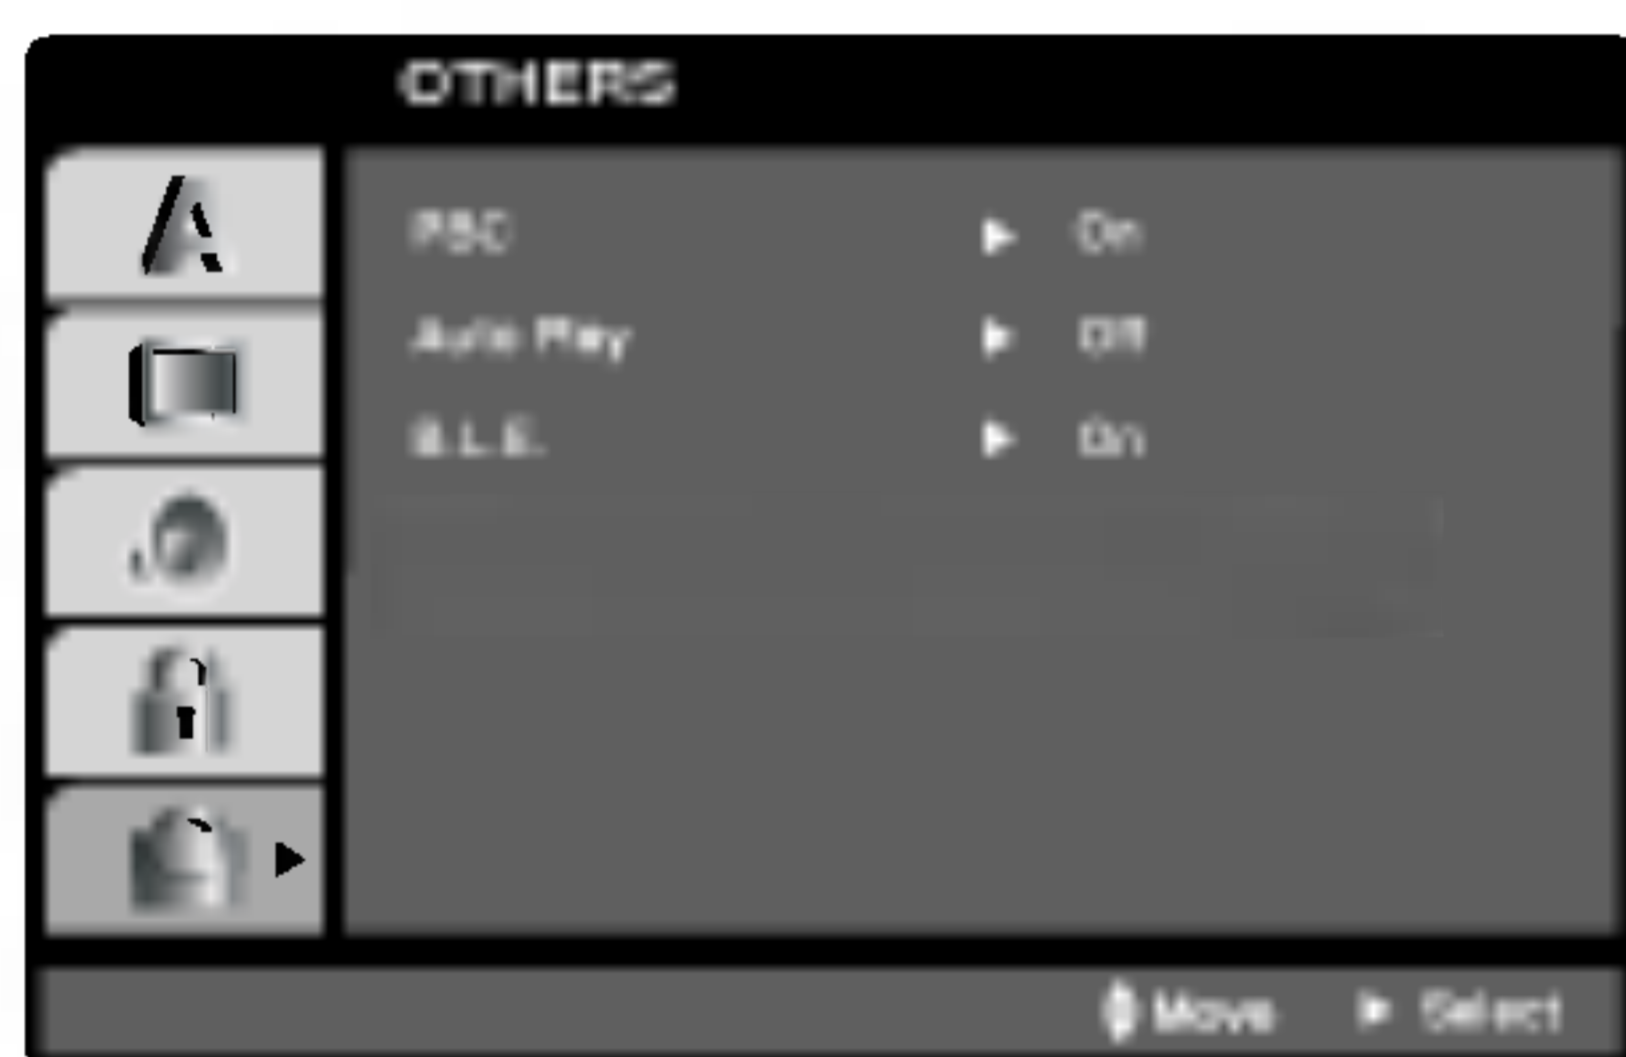 OTHERS
PBC ► On
Auto Play ► Off
B.L.E. ► On
Move ► Select